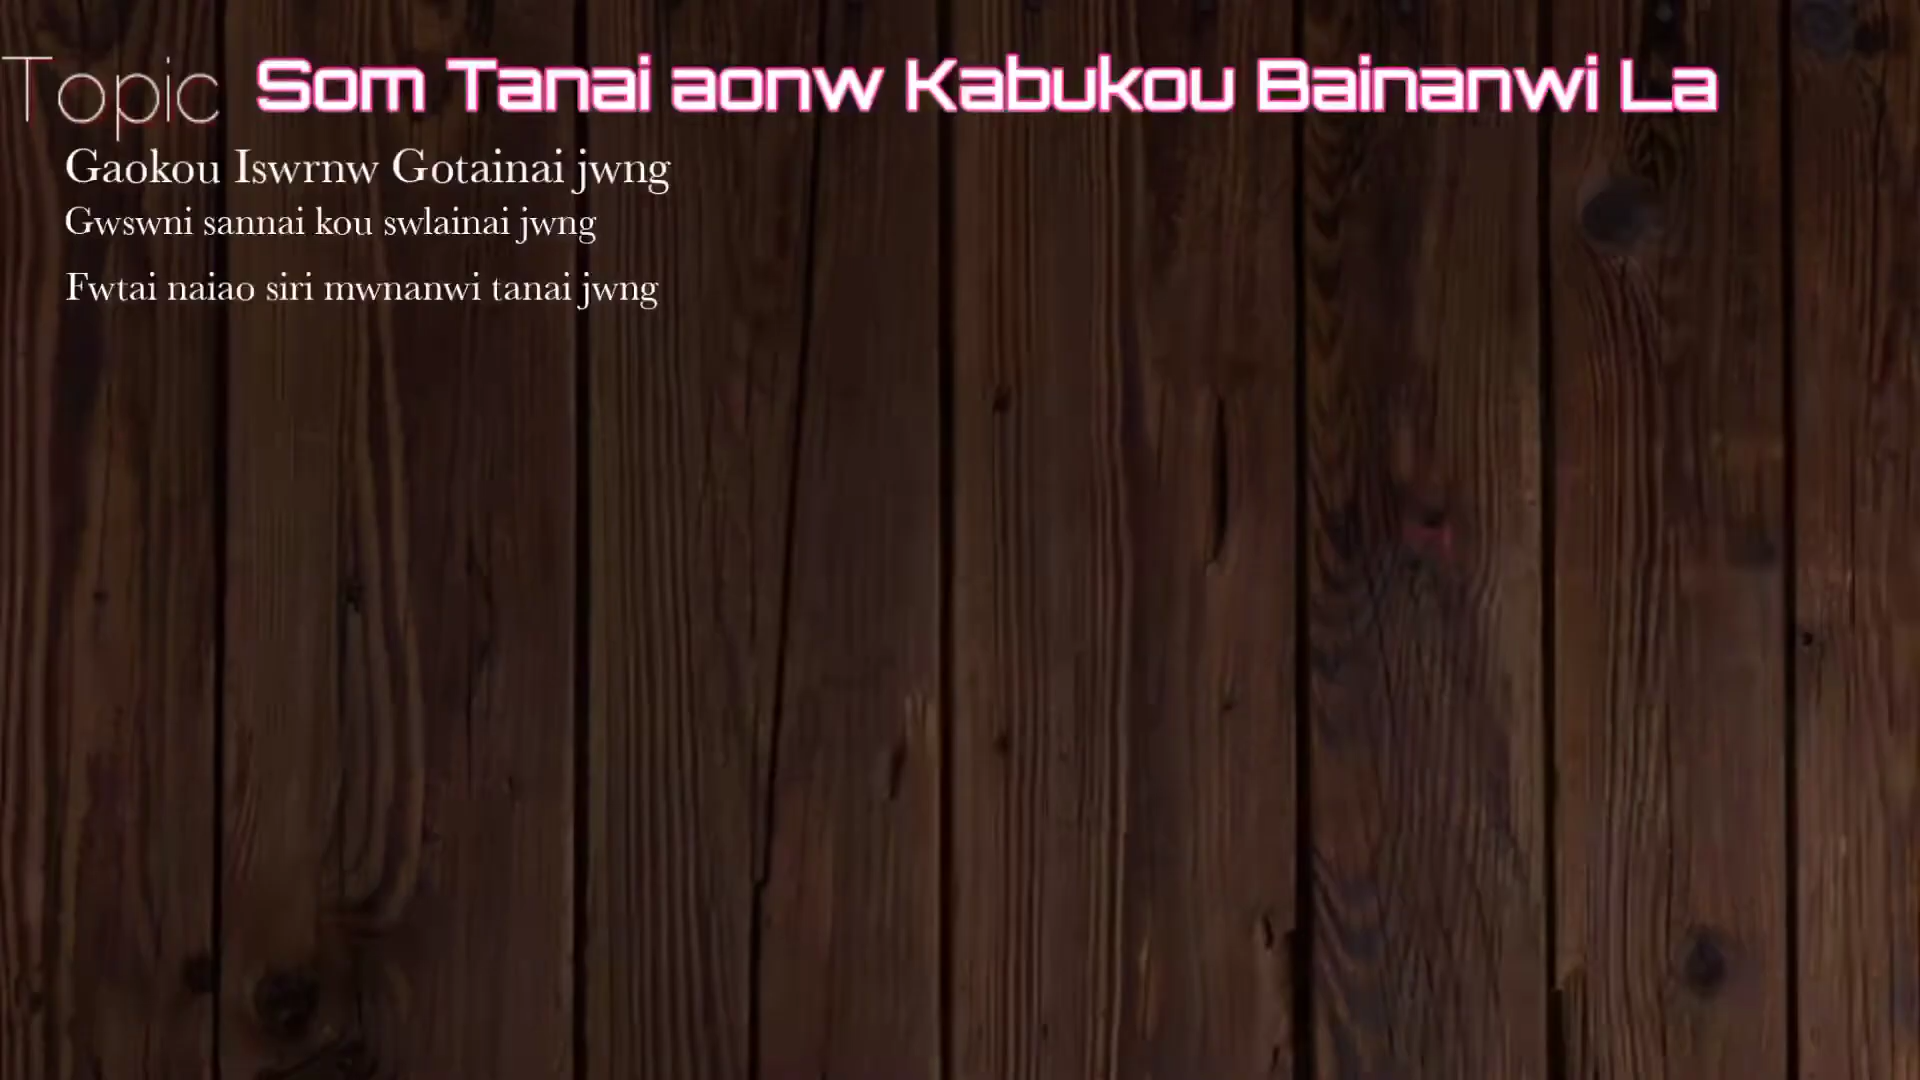 Topic Som Tanai aonw Kabukou Bainanwi La
Gaokou Iswrnw Gotainai jwng
Gwswni sannai kou swlainai jwng
Fwtai naiao siri mwnanwi tanai jwng